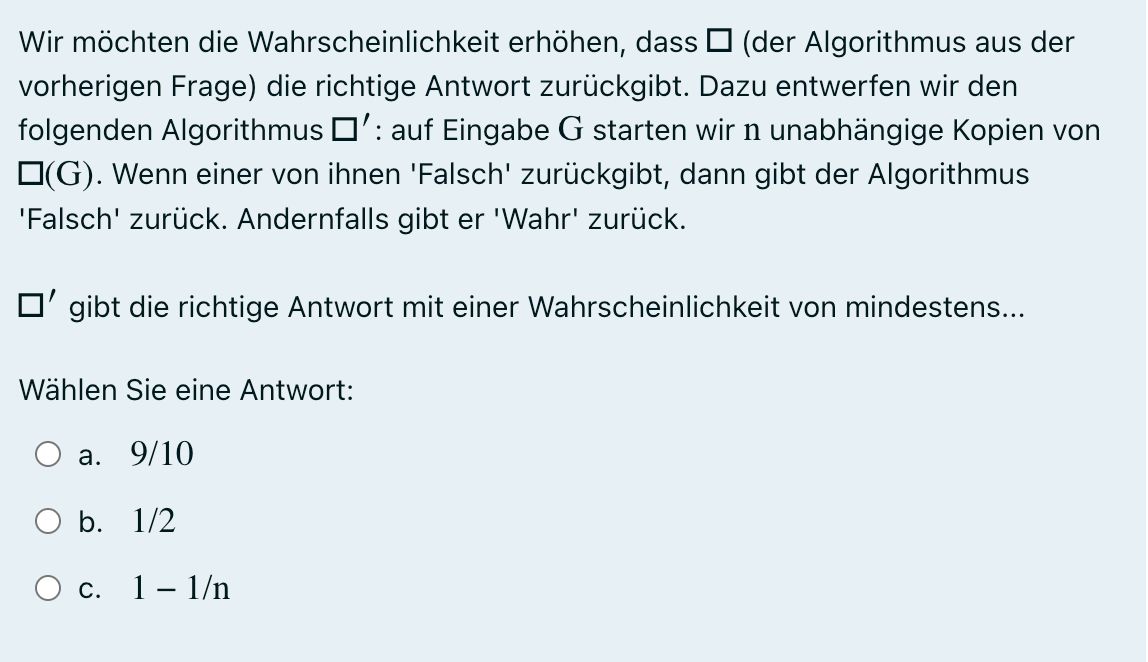 Wir möchten die Wahrscheinlichkeit erhöhen, dass □ (der Algorithmus aus der
vorherigen Frage) die richtige Antwort zurückgibt. Dazu entwerfen wir den
folgenden Algorithmus □′: auf Eingabe G starten wir n unabhängige Kopien von
□(G). Wenn einer von ihnen 'Falsch' zurückgibt, dann gibt der Algorithmus
'Falsch' zurück. Andernfalls gibt er 'Wahr' zurück.
□′ gibt die richtige Antwort mit einer Wahrscheinlichkeit von mindestens...
Wählen Sie eine Antwort:
a. 9/10
b. 1/2
c. 1 – 1/n